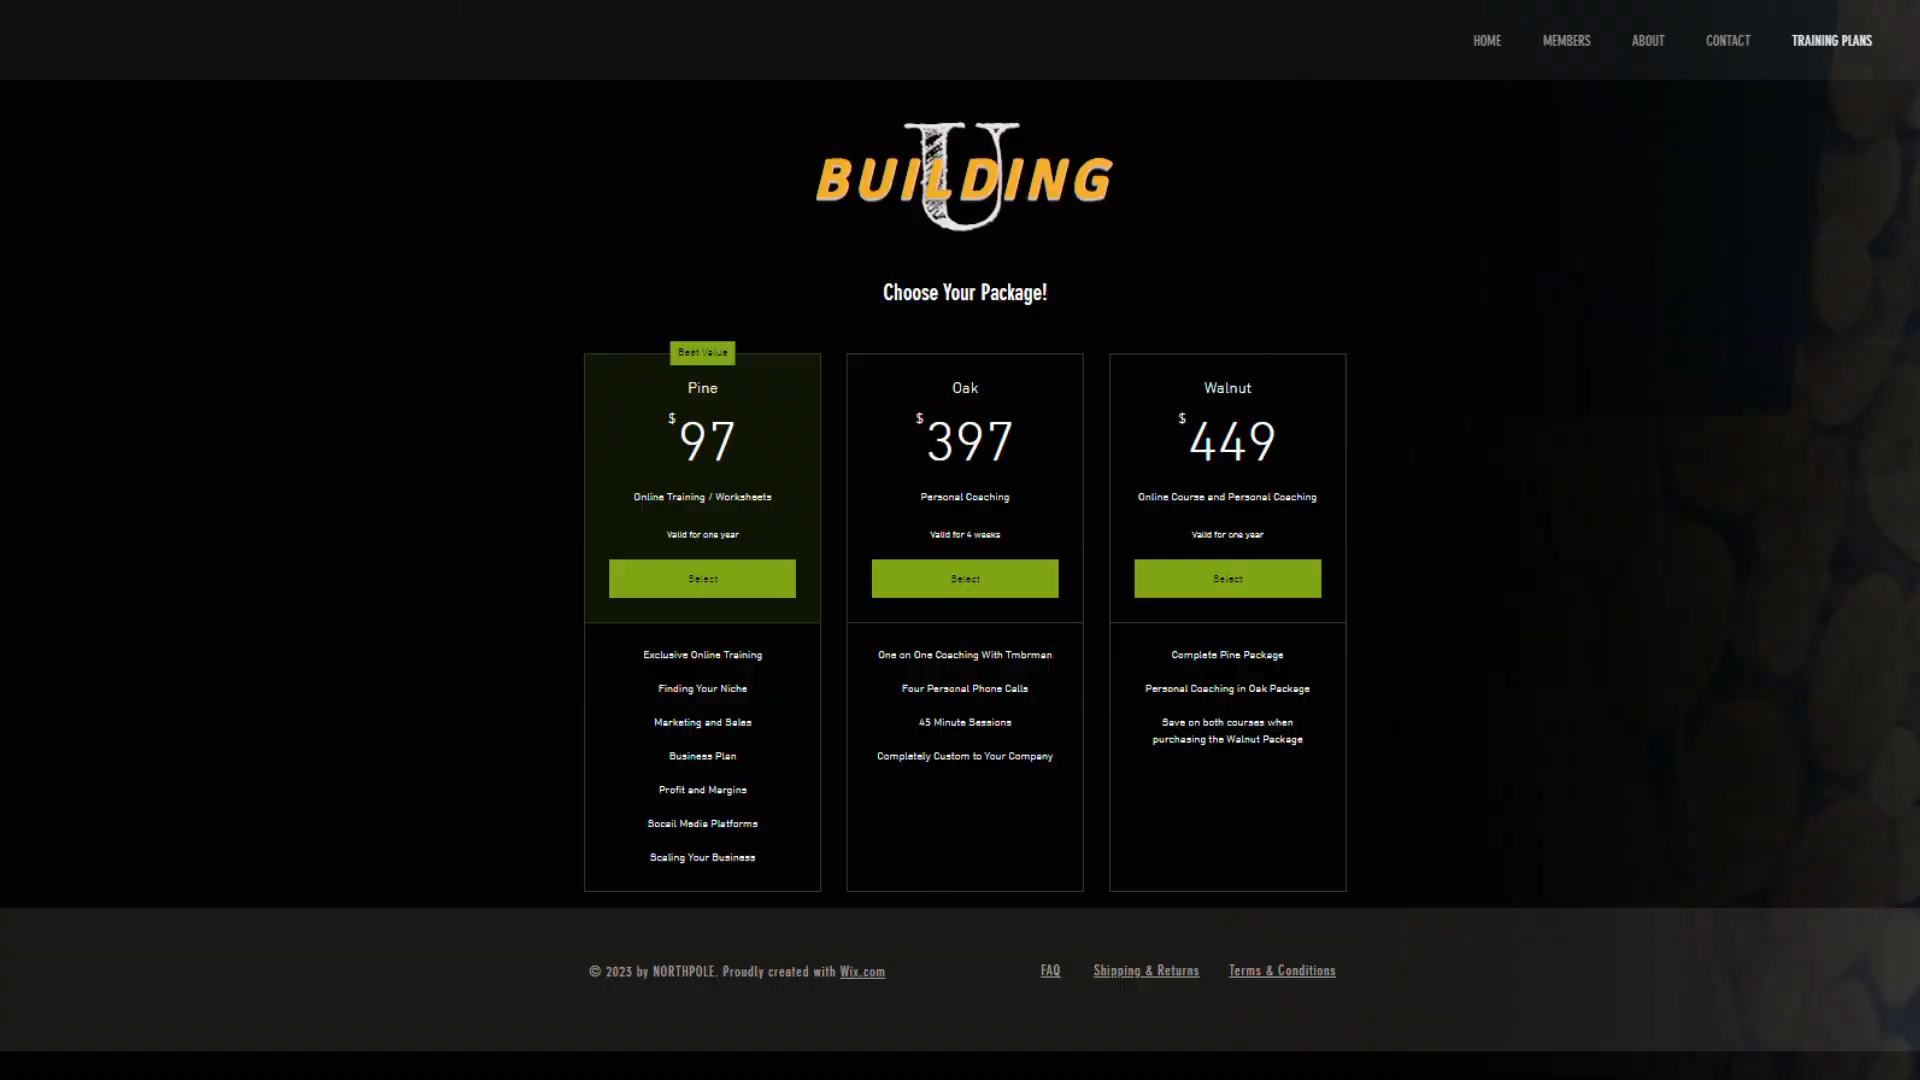 HOME MEMBERS ABOUT CONTACT TRAINING PLANS
U
BUILDING
Choose Your Package!
Best Value
Pine
$97
Online Training / Worksheets
Valid for one year
Select
Exclusive Online Training
Finding Your Niche
Marketing and Sales
Business Plan
Profit and Margins
Socail Media Platforms
Scaling Your Business
Oak
$397
Personal Coaching
Valid for 4 weeks
Select
One on One Coaching With Tmbrman
Four Personal Phone Calls
45 Minute Sessions
Completely Custom to Your Company
Walnut
$449
Online Course and Personal Coaching
Valid for one year
Select
Complete Pine Package
Personal Coaching in Oak Package
Save on both courses when
purchasing the Walnut Package
© 2023 by NORTHPOLE. Proudly created with Wix.com
FAQ Shipping & Returns Terms & Conditions